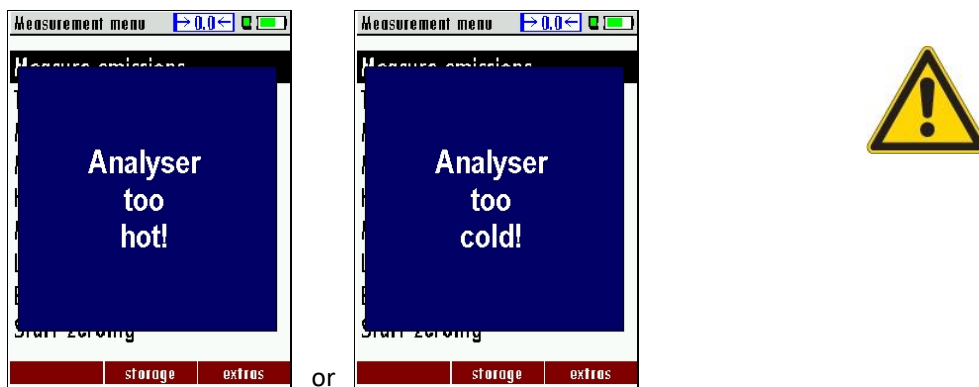 Measurement menu →0.0←
Measure emissions
Analyser
too
hot!
Start zeroing
storage extras
or
Measurement menu →0.0←
Measure emissions
Analyser
too
cold!
Start zeroing
storage extras